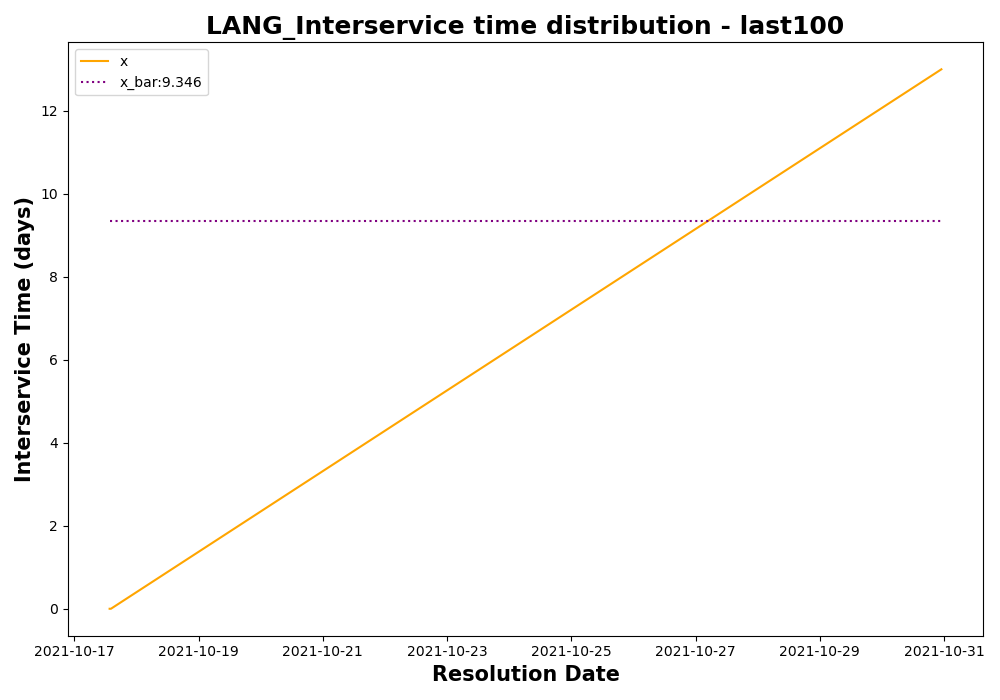 LANG_Interservice time distribution - last100
x
x_bar:9.346
Interservice Time (days)
12
10
8
6
4
2
0
2021-10-17 2021-10-19 2021-10-21 2021-10-23 2021-10-25 2021-10-27 2021-10-29 2021-10-31
Resolution Date